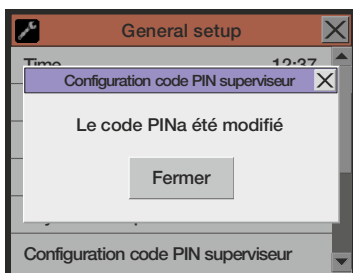 General setup
Time 12:37
Configuration code PIN superviseur
Le code PINa été modifié
Fermer
Configuration code PIN superviseur